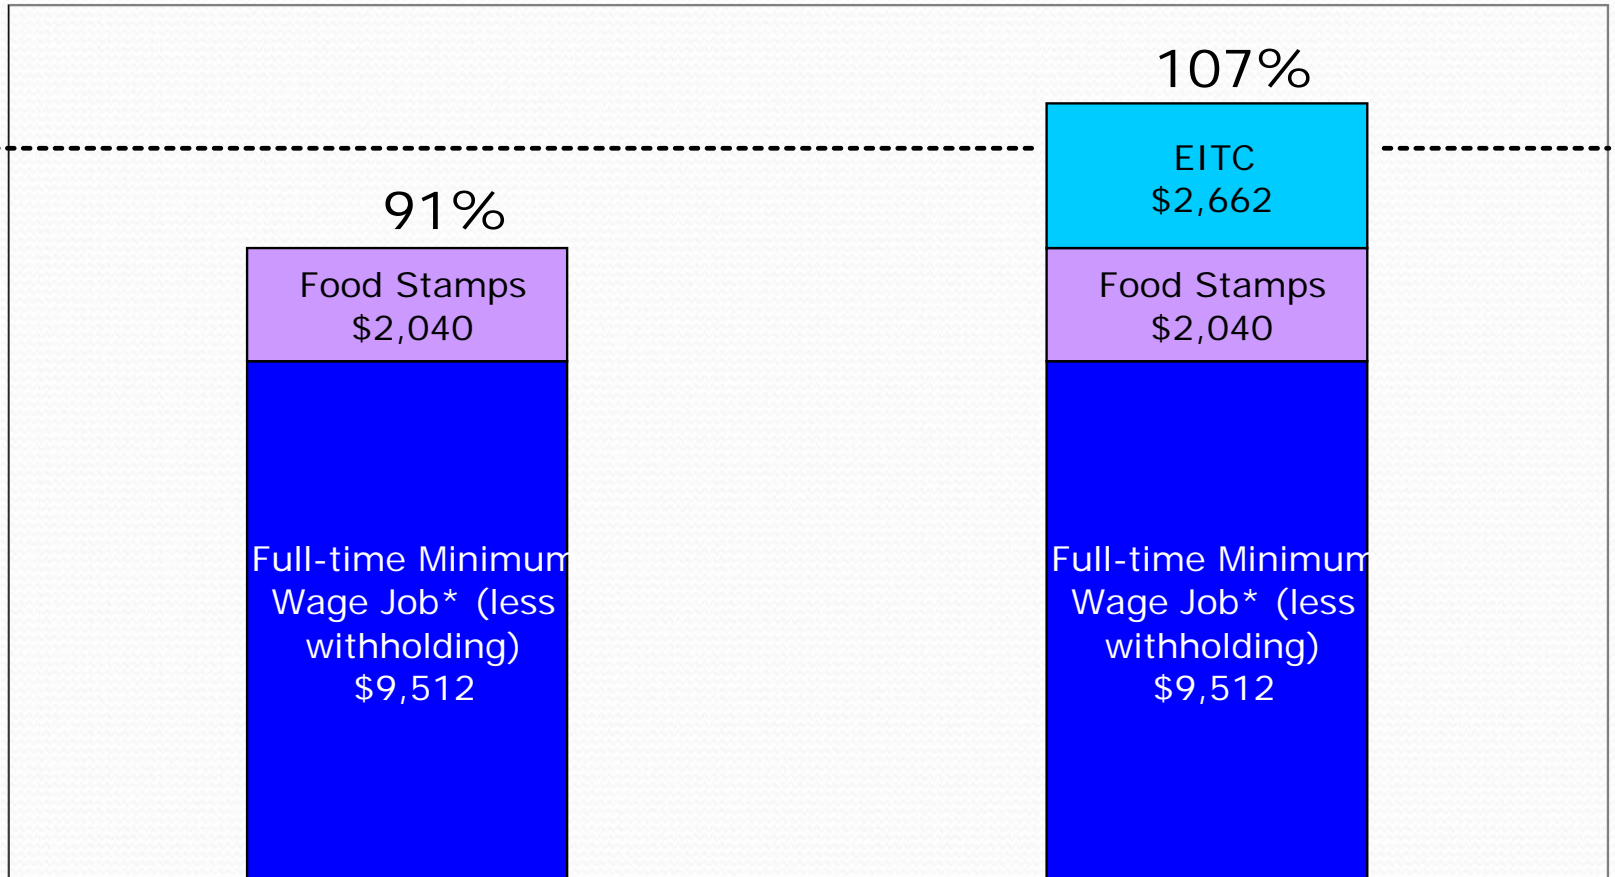 107%
EITC
$2,662
91%
Food Stamps
$2,040
Food Stamps
$2,040
Full-time Minimum
Wage Job* (less
withholding)
$9,512
Full-time Minimum
Wage Job* (less
withholding)
$9,512